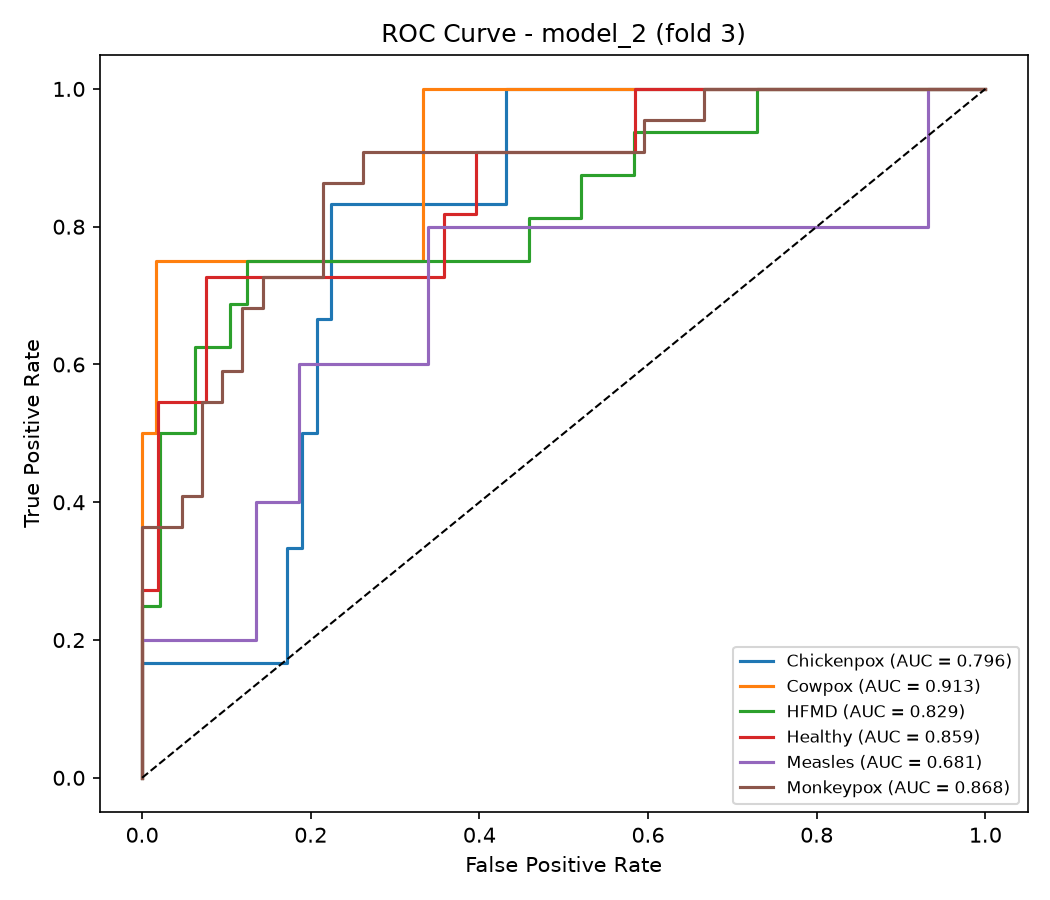 ROC Curve - model_2 (fold 3)
True Positive Rate
1.0
0.8
0.6
0.4
0.2
0.0
0.0 0.2 0.4 0.6 0.8 1.0
False Positive Rate
Chickenpox (AUC = 0.796)
Cowpox (AUC = 0.913)
HFMD (AUC = 0.829)
Healthy (AUC = 0.859)
Measles (AUC = 0.681)
Monkeypox (AUC = 0.868)